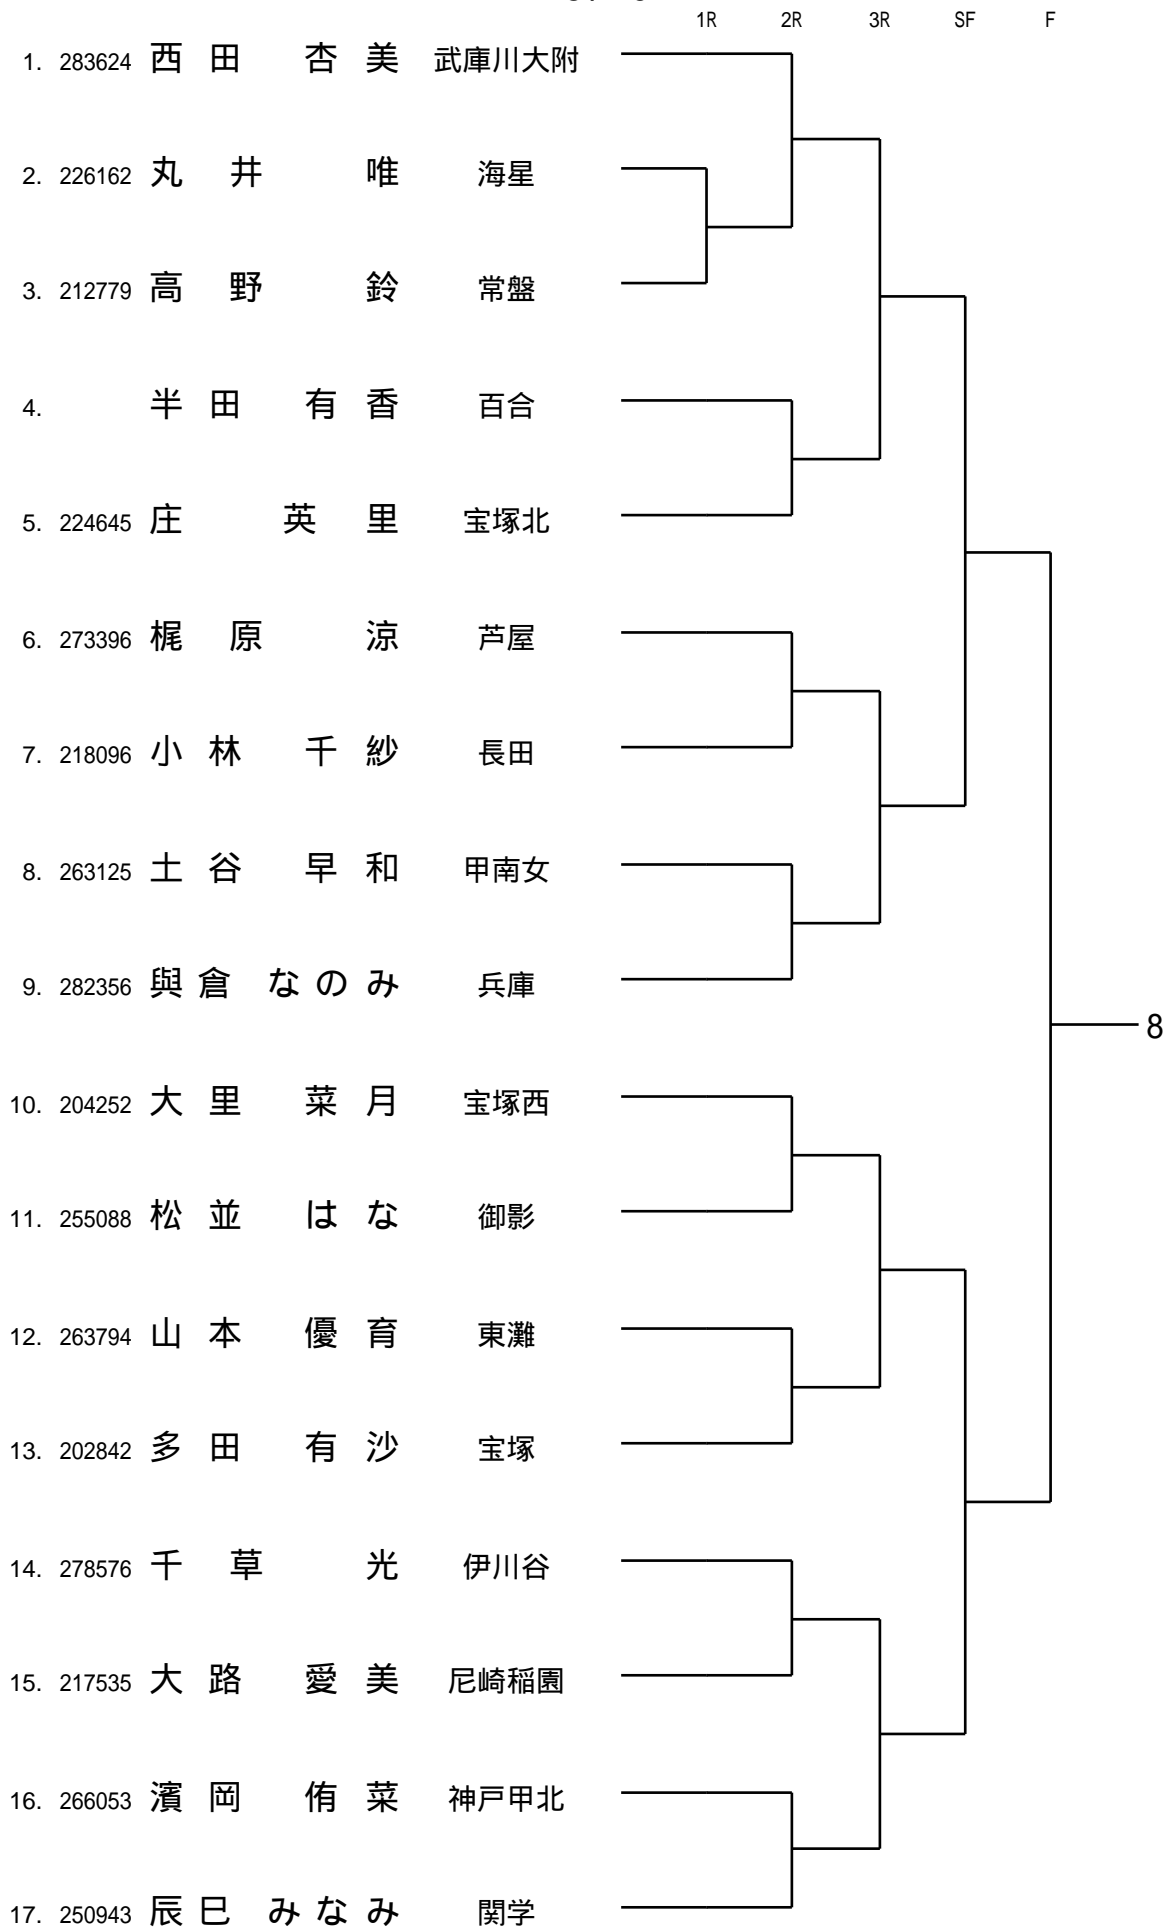 1R 2R 3R SF F
1. 283624 西田 杏美 武庫川大附
2. 226162 丸井 唯 海星
3. 212779 高野 鈴 常盤
4. 半田 有香 百合
5. 224645 庄 英里 宝塚北
6. 273396 梶原 涼 芦屋
7. 218096 小林 千紗 長田
8. 263125 土谷 早和 甲南女
9. 282356 與倉 なのみ 兵庫
8
10. 204252 大里 菜月 宝塚西
11. 255088 松並 はな 御影
12. 263794 山本 優育 東灘
13. 202842 多田 有沙 宝塚
14. 278576 千草 光 伊川谷
15. 217535 大路 愛美 尼崎稲園
16. 266053 濱岡 侑菜 神戸甲北
17. 250943 辰巳 みなみ 関学